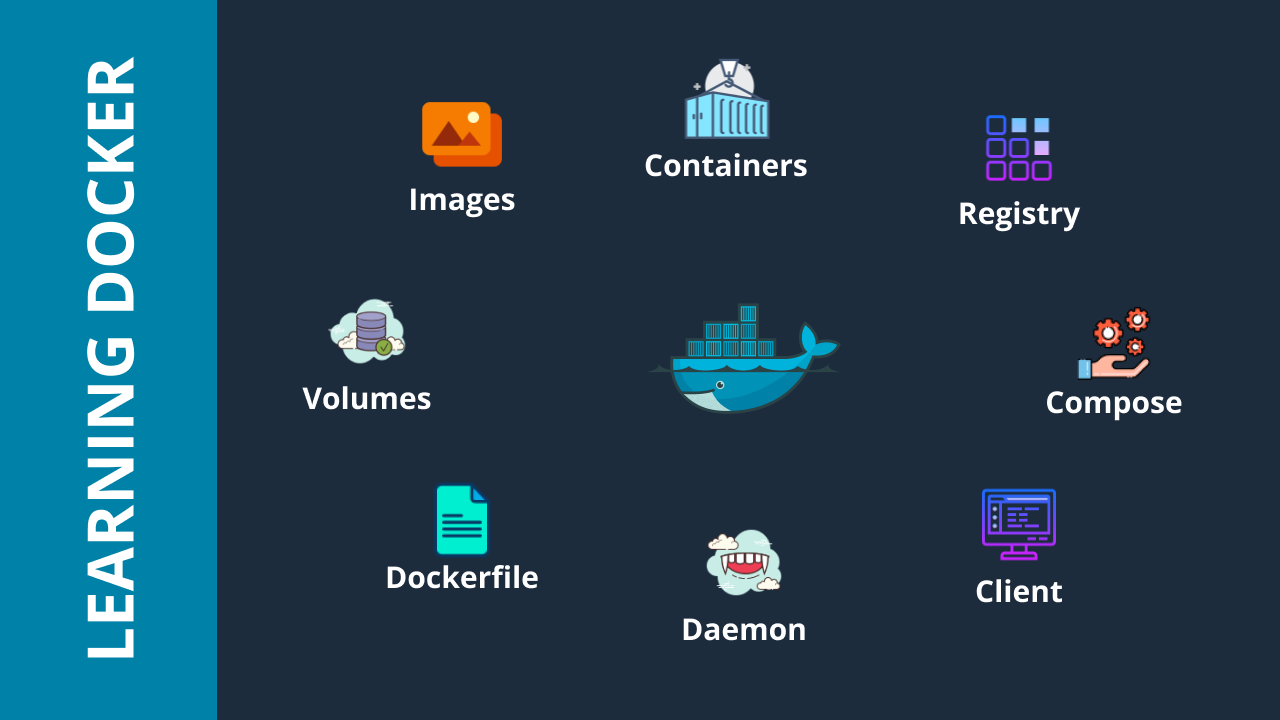 LEARNING DOCKER
Containers
Images
Registry
Volumes
Compose
Dockerfile
Client
Daemon